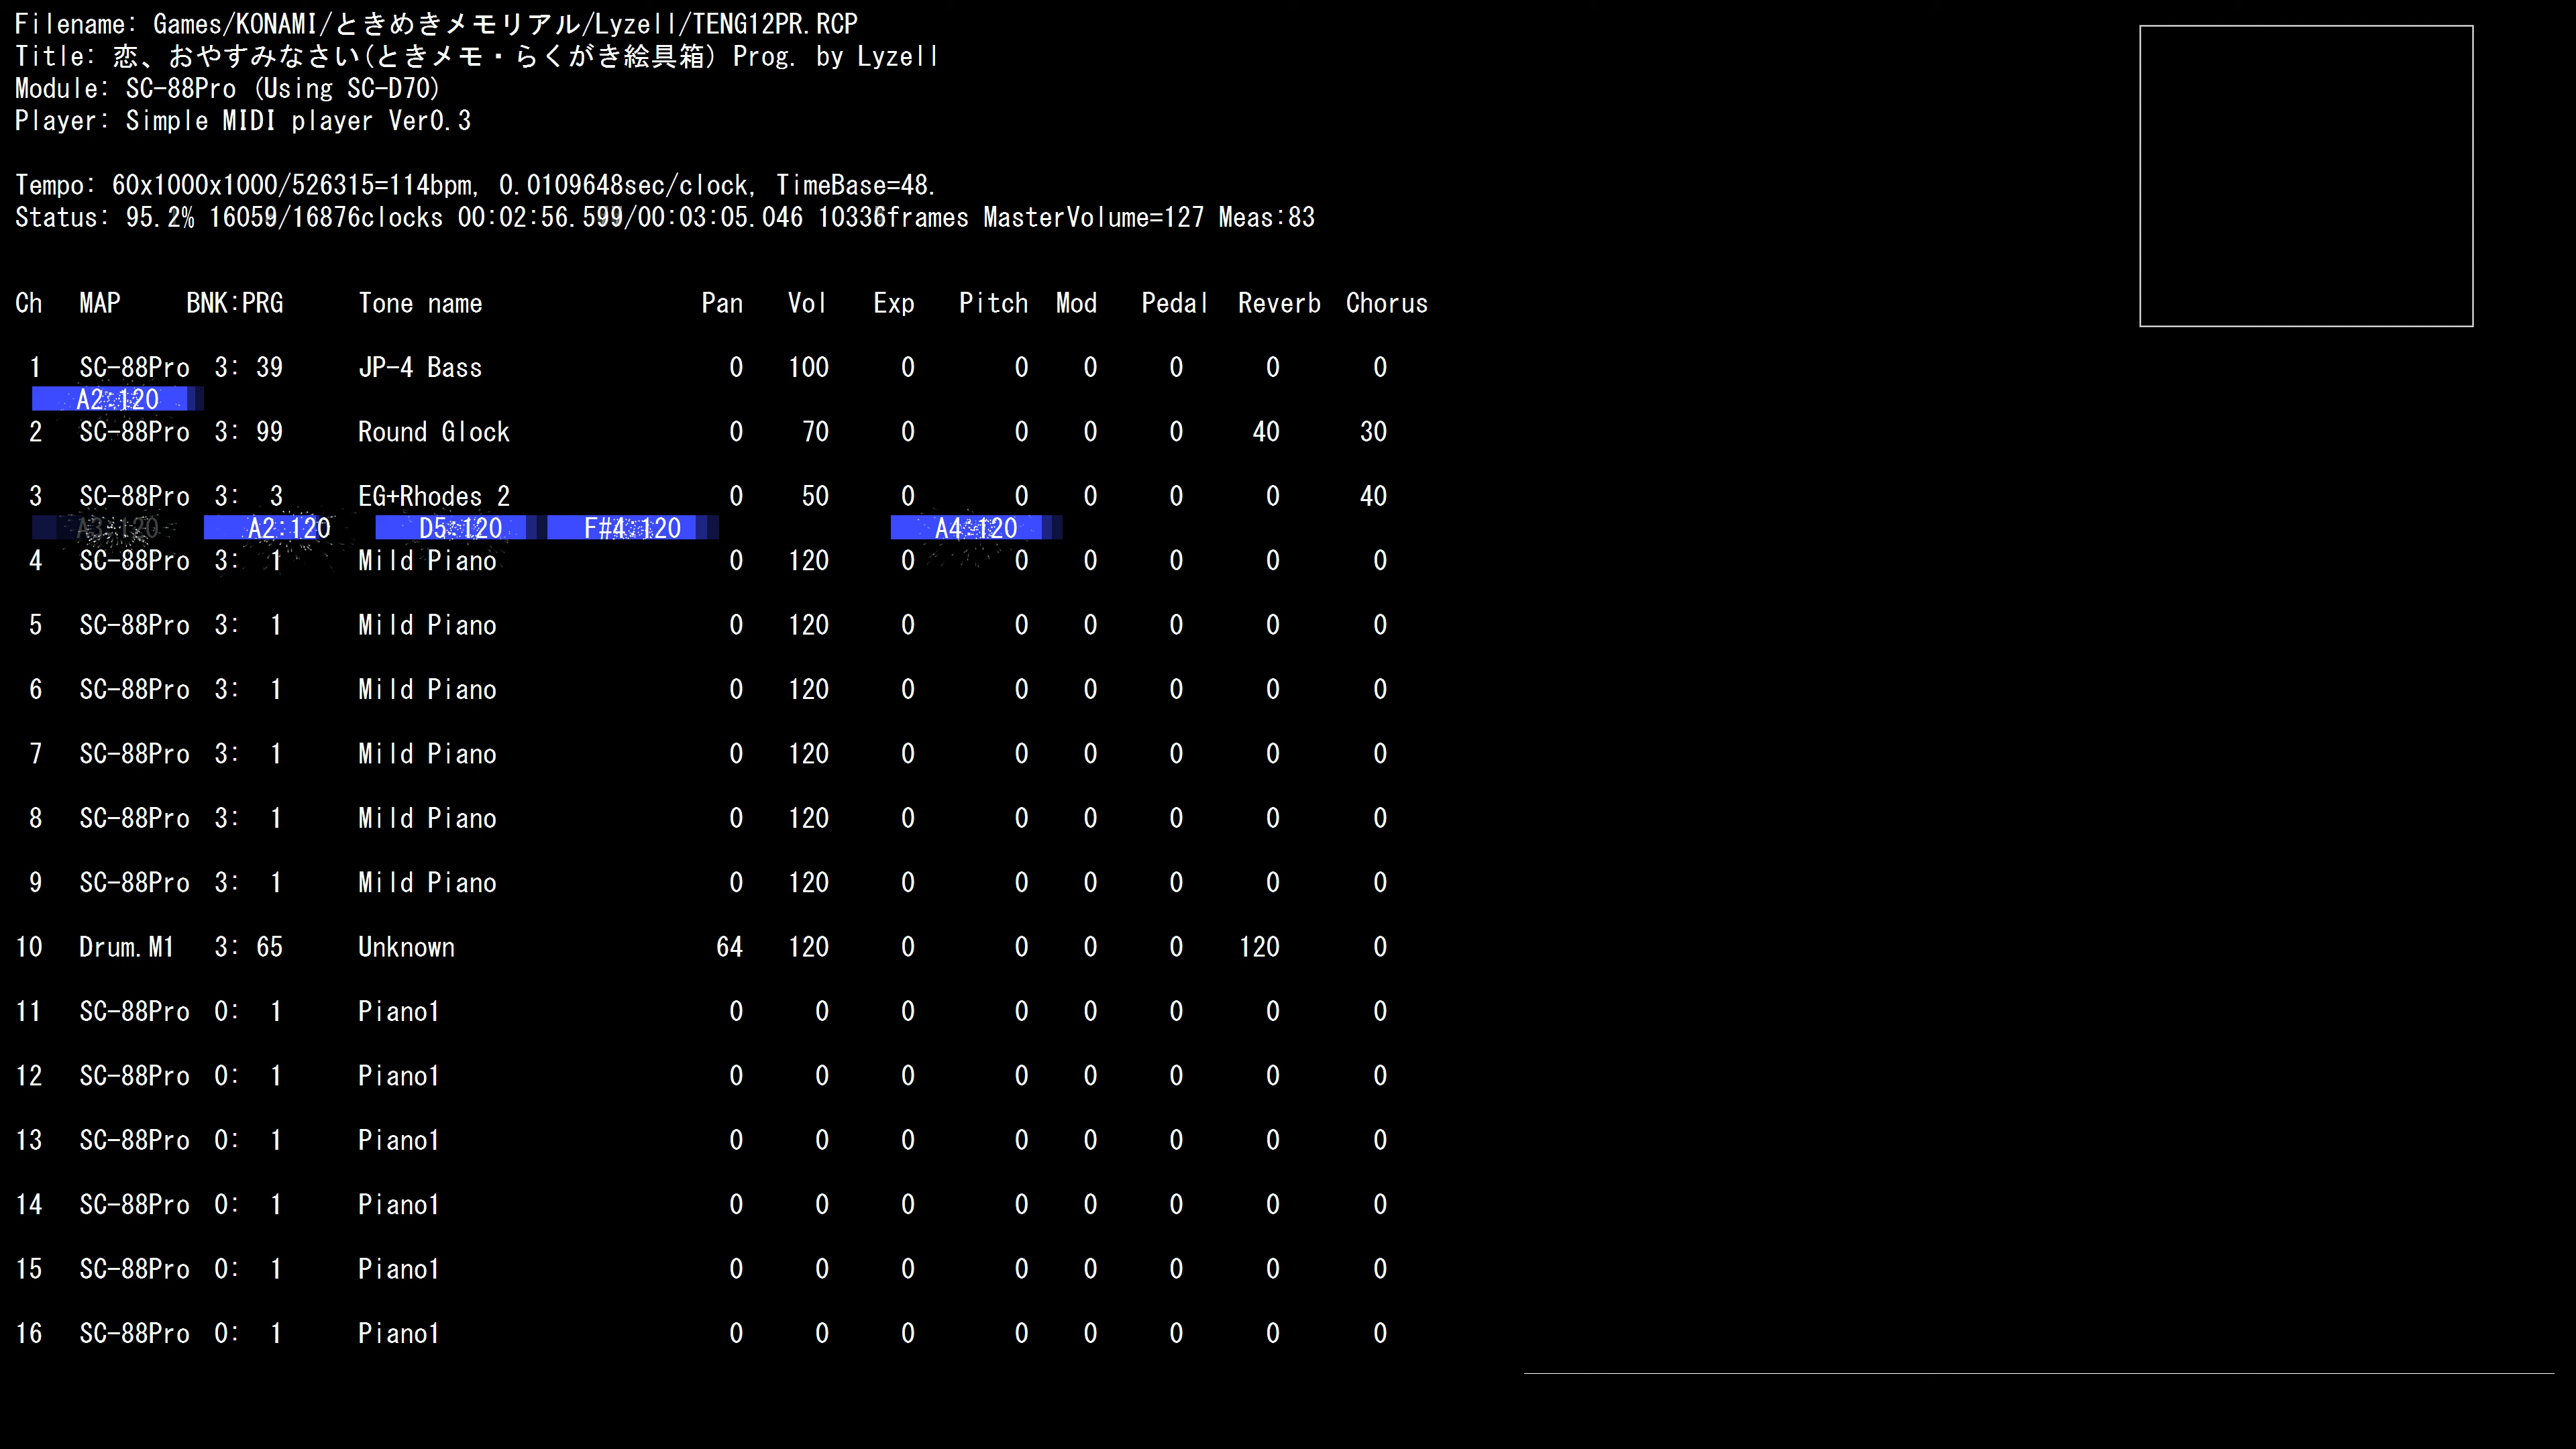 Filename: Games/KONAMI/ときめきメモリアル/Lyzell/TENG12PR.RCP
Title: 恋、おやすみなさい(ときメモ・らくがき絵具箱) Prog. by Lyzell
Module: SC-88Pro (Using SC-D70)
Player: Simple MIDI player Ver0.3
Tempo: 60x1000x1000/526315=114bpm, 0.0109648sec/clock, TimeBase=48.
Status: 95.2% 16059/16876clocks 00:02:56.599/00:03:05.046 10336frames MasterVolume=127 Meas:83
Ch MAP BNK:PRG Tone name Pan Vol Exp Pitch Mod Pedal Reverb Chorus
1 SC-88Pro 3: 39 JP-4 Bass 0 100 0 0 0 0 0 0
A2:120
2 SC-88Pro 3: 99 Round Glock 0 70 0 0 0 0 40 30
3 SC-88Pro 3: 3 EG+Rhodes 2 0 50 0 0 0 0 0 40
A3:120 A2:120 D5:120 F#4:120 A4:120
4 SC-88Pro 3: 1 Mild Piano 0 120 0 0 0 0 0 0
5 SC-88Pro 3: 1 Mild Piano 0 120 0 0 0 0 0 0
6 SC-88Pro 3: 1 Mild Piano 0 120 0 0 0 0 0 0
7 SC-88Pro 3: 1 Mild Piano 0 120 0 0 0 0 0 0
8 SC-88Pro 3: 1 Mild Piano 0 120 0 0 0 0 0 0
9 SC-88Pro 3: 1 Mild Piano 0 120 0 0 0 0 0 0
10 Drum.M1 3: 65 Unknown 64 120 0 0 0 0 120 0
11 SC-88Pro 0: 1 Piano1 0 0 0 0 0 0 0 0
12 SC-88Pro 0: 1 Piano1 0 0 0 0 0 0 0 0
13 SC-88Pro 0: 1 Piano1 0 0 0 0 0 0 0 0
14 SC-88Pro 0: 1 Piano1 0 0 0 0 0 0 0 0
15 SC-88Pro 0: 1 Piano1 0 0 0 0 0 0 0 0
16 SC-88Pro 0: 1 Piano1 0 0 0 0 0 0 0 0